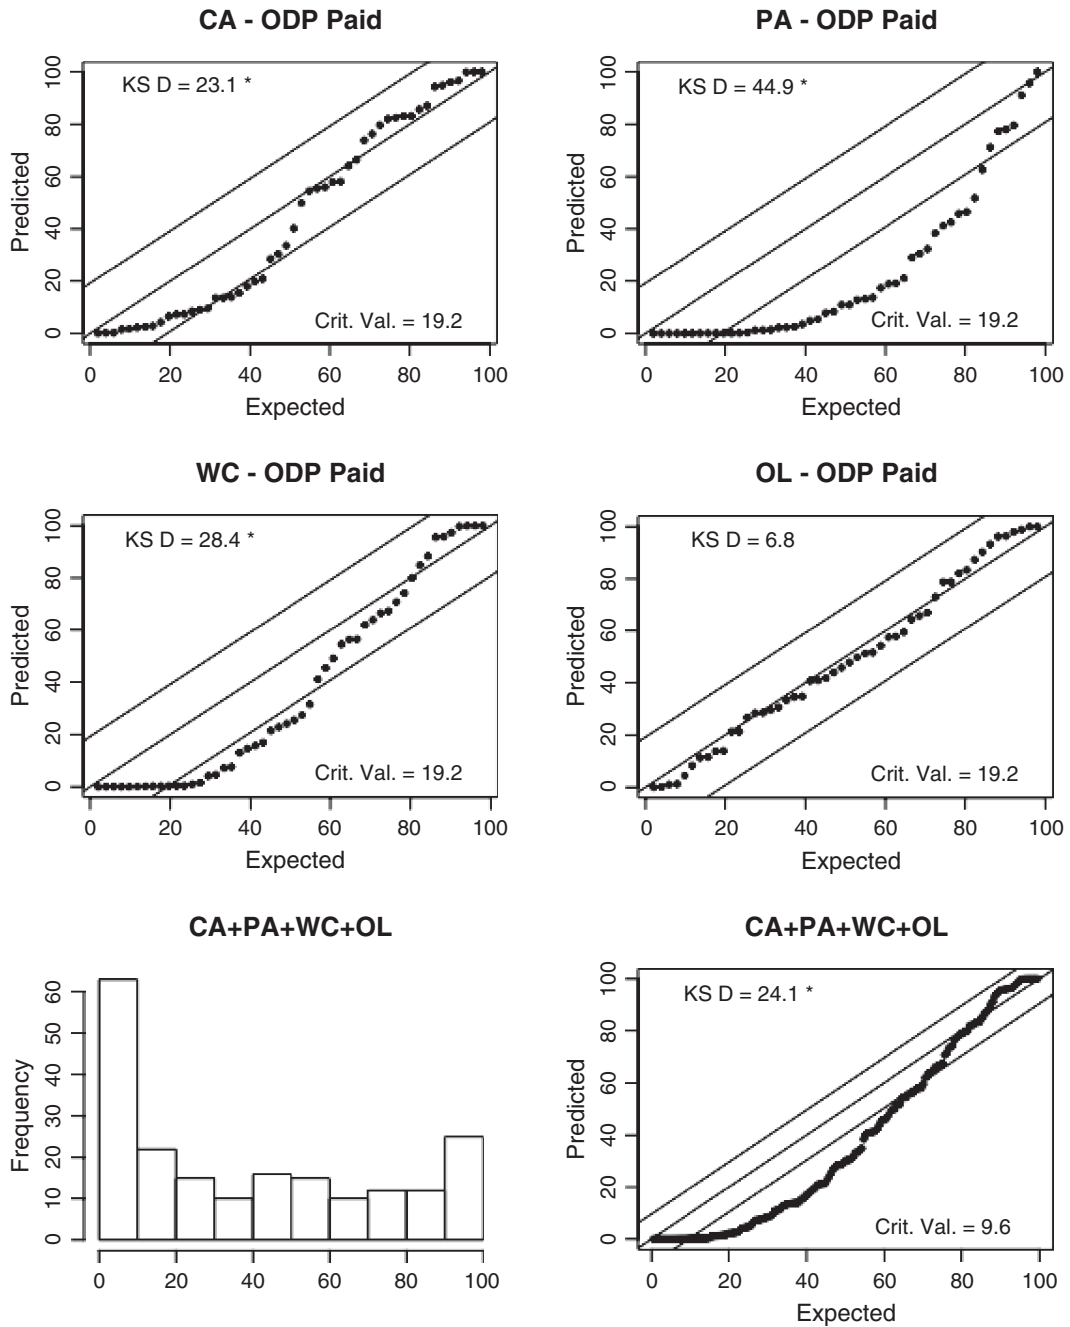 CA - ODP Paid
KS D = 23.1 *
Crit. Val. = 19.2
Predicted
0 20 40 60 80 100
0 20 40 60 80 100
Expected
PA - ODP Paid
KS D = 44.9 *
Crit. Val. = 19.2
Predicted
0 20 40 60 80 100
0 20 40 60 80 100
Expected
WC - ODP Paid
KS D = 28.4 *
Crit. Val. = 19.2
Predicted
0 20 40 60 80 100
0 20 40 60 80 100
Expected
OL - ODP Paid
KS D = 6.8
Crit. Val. = 19.2
Predicted
0 20 40 60 80 100
0 20 40 60 80 100
Expected
CA+PA+WC+OL
Frequency
0 10 20 30 40 50 60
0 20 40 60 80 100
CA+PA+WC+OL
KS D = 24.1 *
Crit. Val. = 9.6
Predicted
0 20 40 60 80 100
0 20 40 60 80 100
Expected